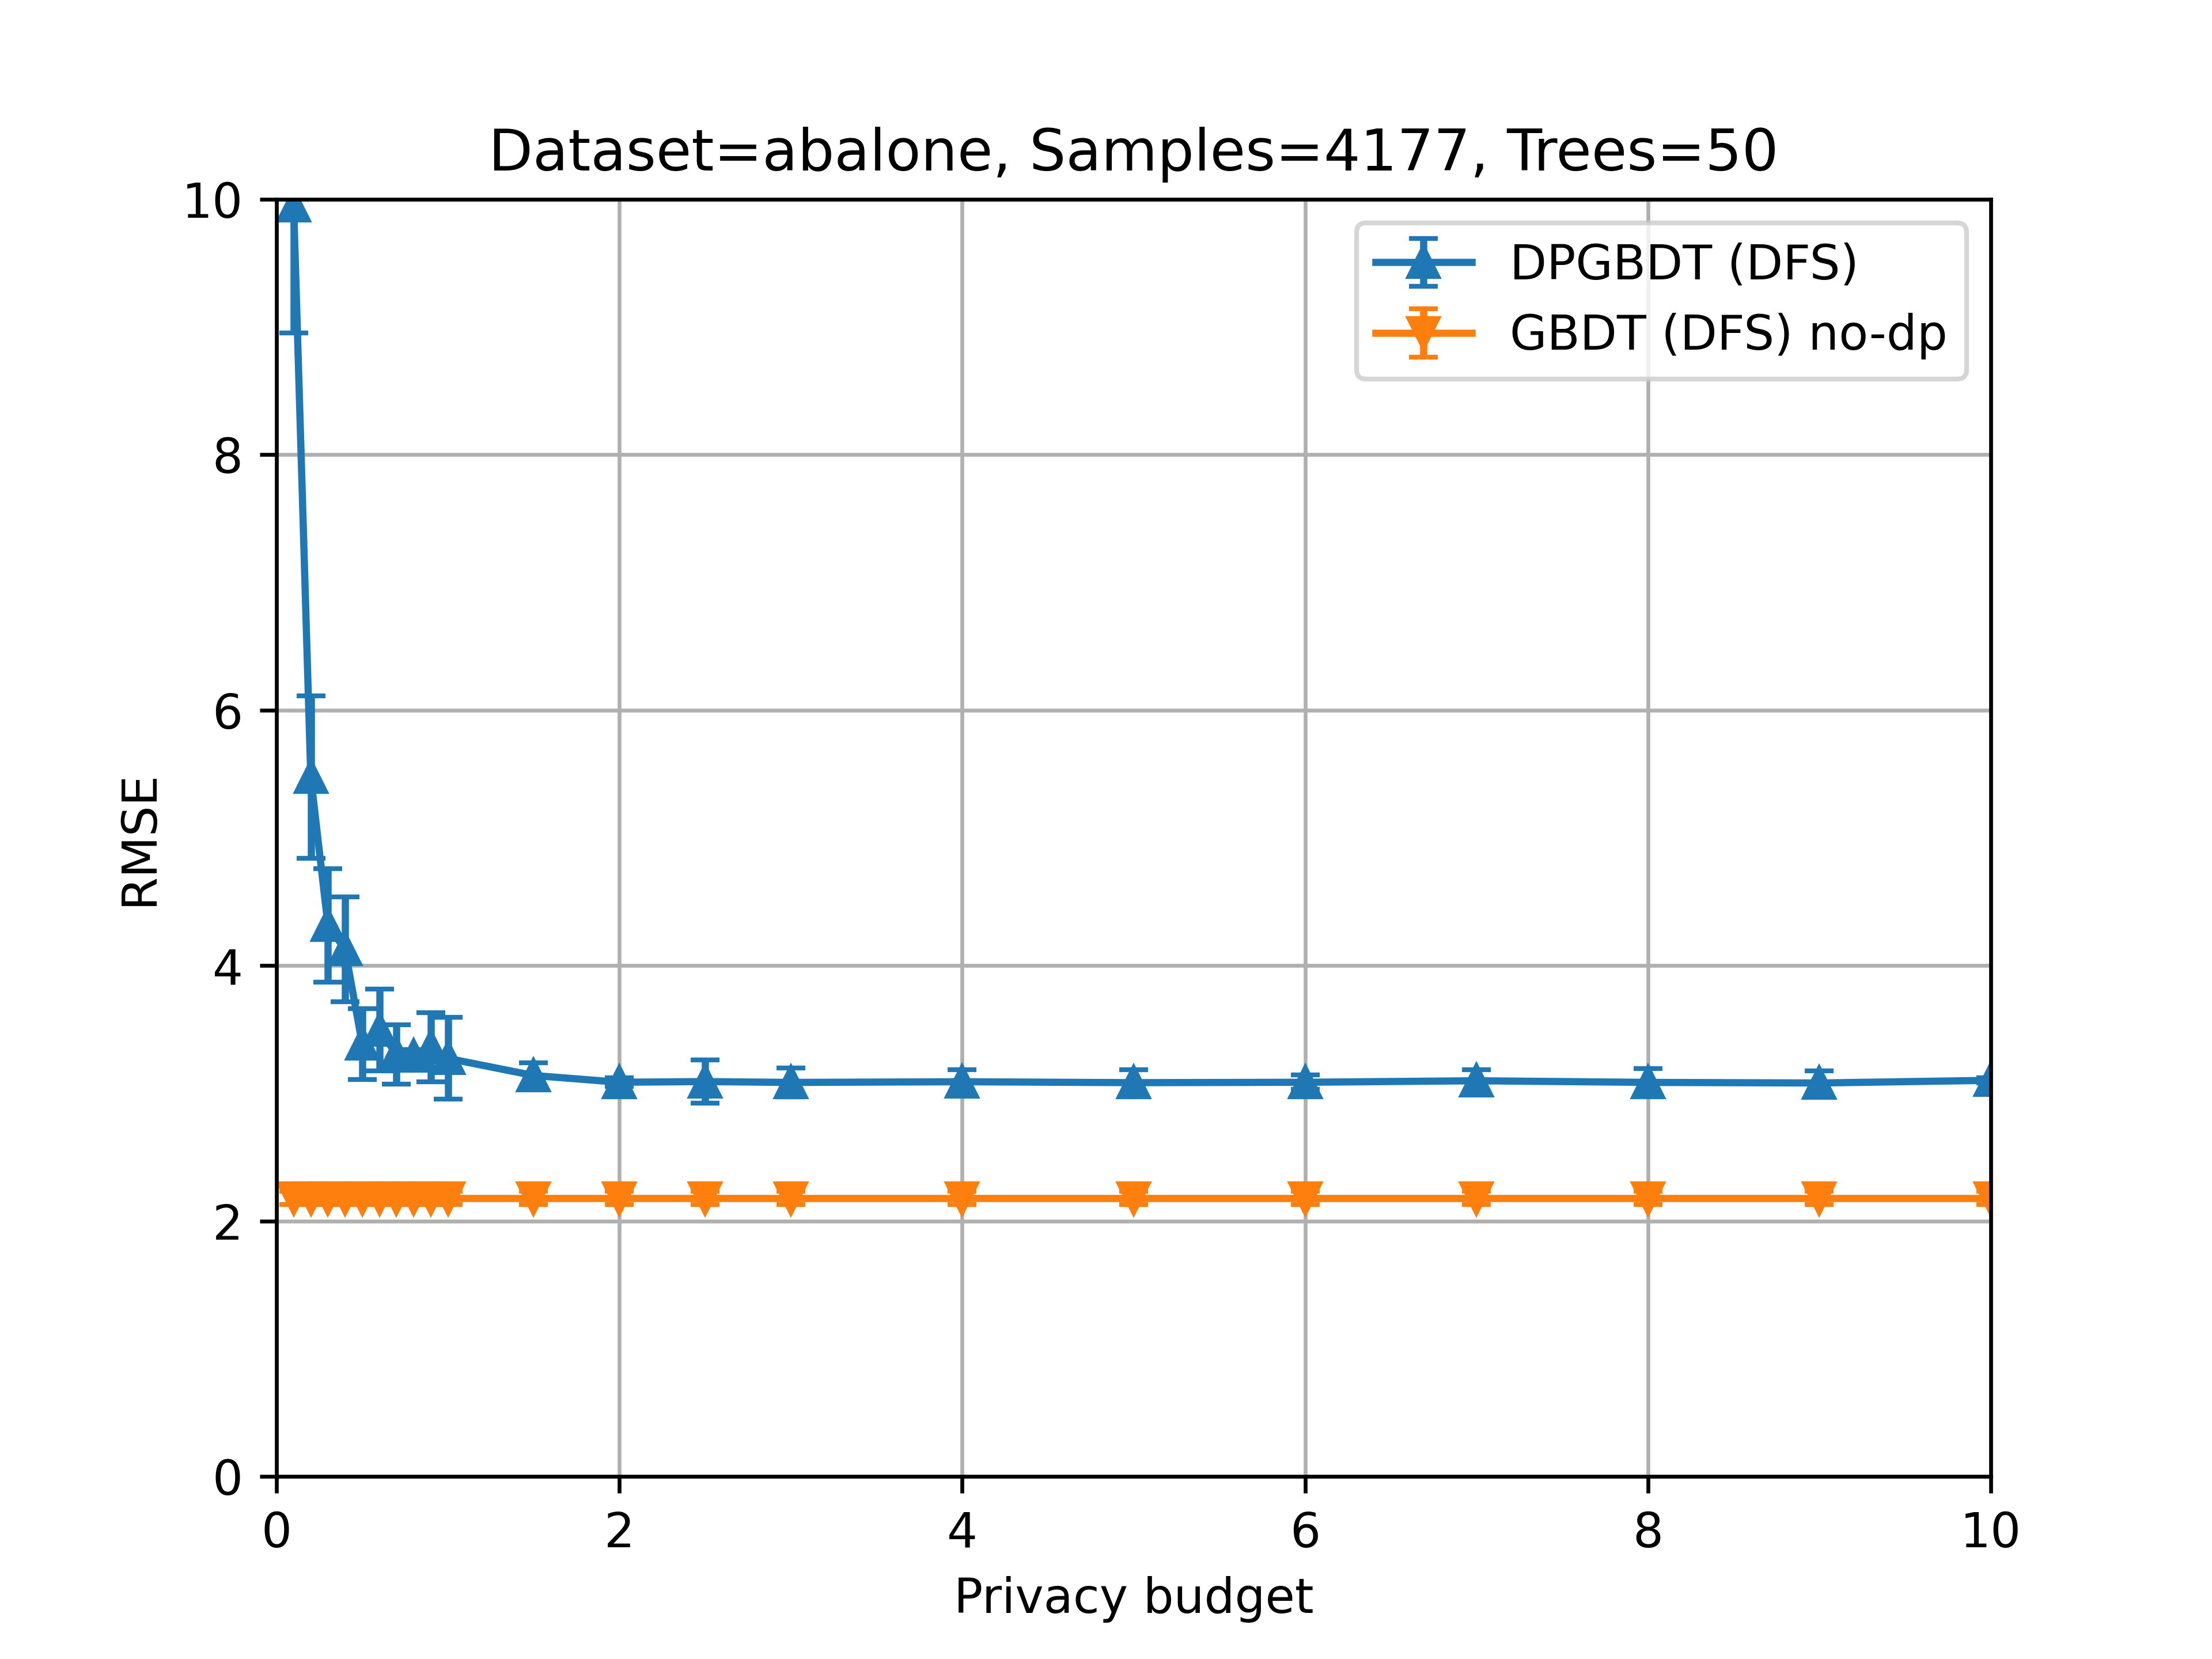 Dataset=abalone, Samples=4177, Trees=50
DPGBDT (DFS)
GBDT (DFS) no-dp
RMSE
10
8
6
4
2
0
0 2 4 6 8 10
Privacy budget